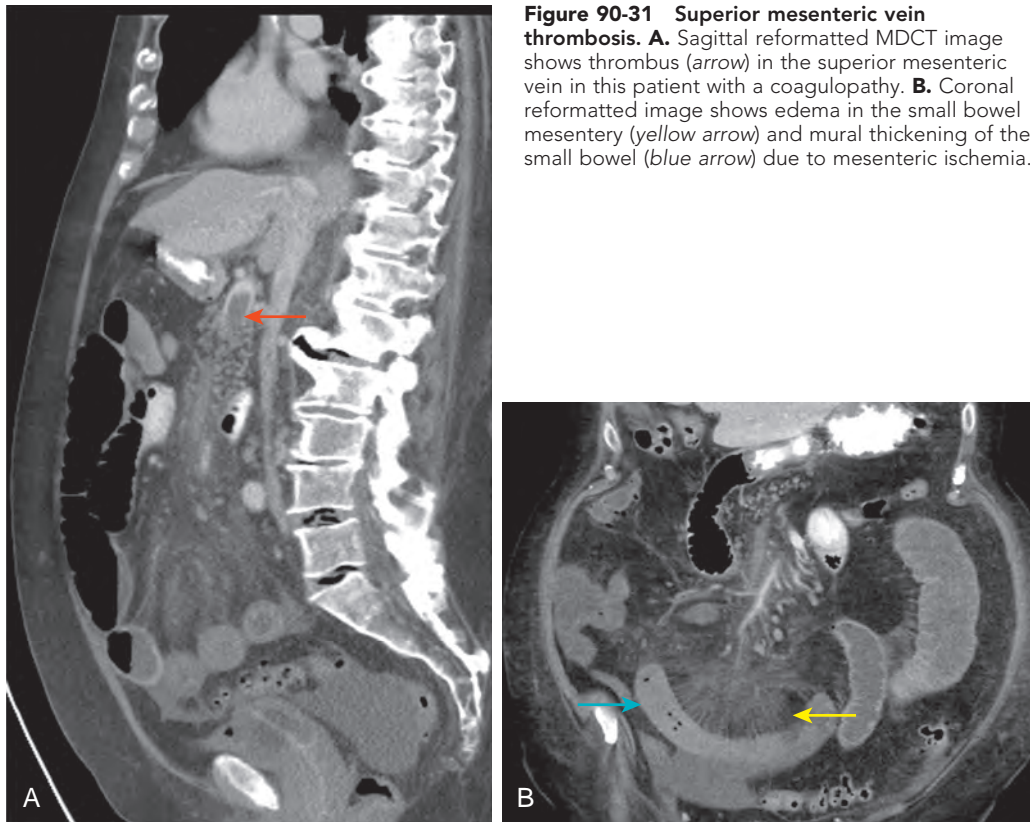 Figure 90-31 Superior mesenteric vein
thrombosis. A. Sagittal reformatted MDCT image
shows thrombus (arrow) in the superior mesenteric
vein in this patient with a coagulopathy. B. Coronal
reformatted image shows edema in the small bowel
mesentery (yellow arrow) and mural thickening of the
small bowel (blue arrow) due to mesenteric ischemia.
A
B